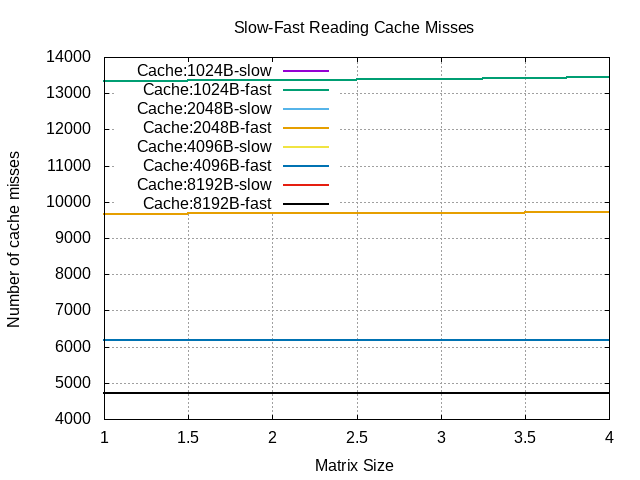 Slow-Fast Reading Cache Misses
14000
13000
12000
11000
10000
9000
8000
7000
6000
5000
4000
Number of cache misses
Cache:1024B-slow
Cache:1024B-fast
Cache:2048B-slow
Cache:2048B-fast
Cache:4096B-slow
Cache:4096B-fast
Cache:8192B-slow
Cache:8192B-fast
1 1.5 2 2.5 3 3.5 4
Matrix Size